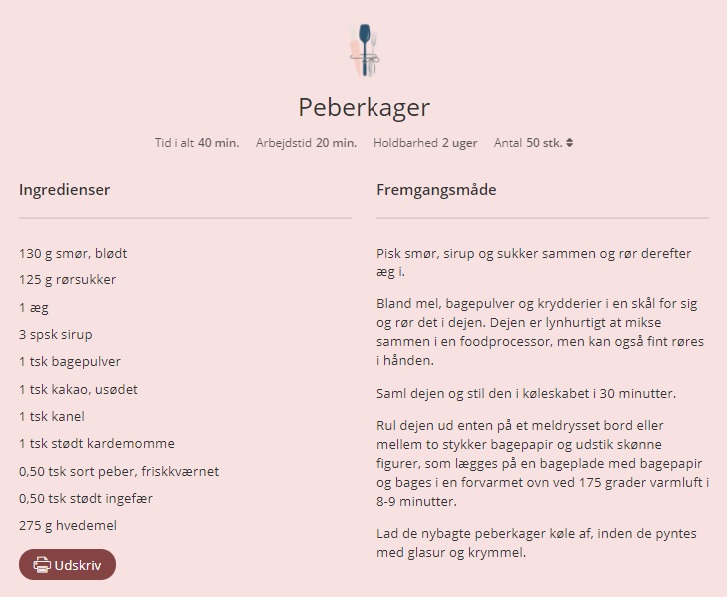 Peberkager
Tid i alt 40 min. Arbejdstid 20 min. Holdbarhed 2 uger Antal 50 stk.
Ingredienser
130 g smør, blødt
125 g rørsukker
1 æg
3 spsk sirup
1 tsk bagepulver
1 tsk kakao, usødet
1 tsk kanel
1 tsk stødt kardemomme
0,50 tsk sort peber, friskkværnet
0,50 tsk stødt ingefær
275 g hvedemel
Udskriv
Fremgangsmåde
Pisk smør, sirup og sukker sammen og rør derefter
æg i.
Bland mel, bagepulver og krydderier i en skål for sig
og rør det i dejen. Dejen er lynhurtigt at mikse
sammen i en foodprocessor, men kan også fint røres
i hånden.
Saml dejen og stil den i køleskabet i 30 minutter.
Rul dejen ud enten på et meldrysset bord eller
mellem to stykker bagepapir og udstik skønne
figurer, som lægges på en bageplade med bagepapir
og bages i en forvarmet ovn ved 175 grader varmluft i
8-9 minutter.
Lad de nybagte peberkager køle af, inden de pyntes
med glasur og krymmel.